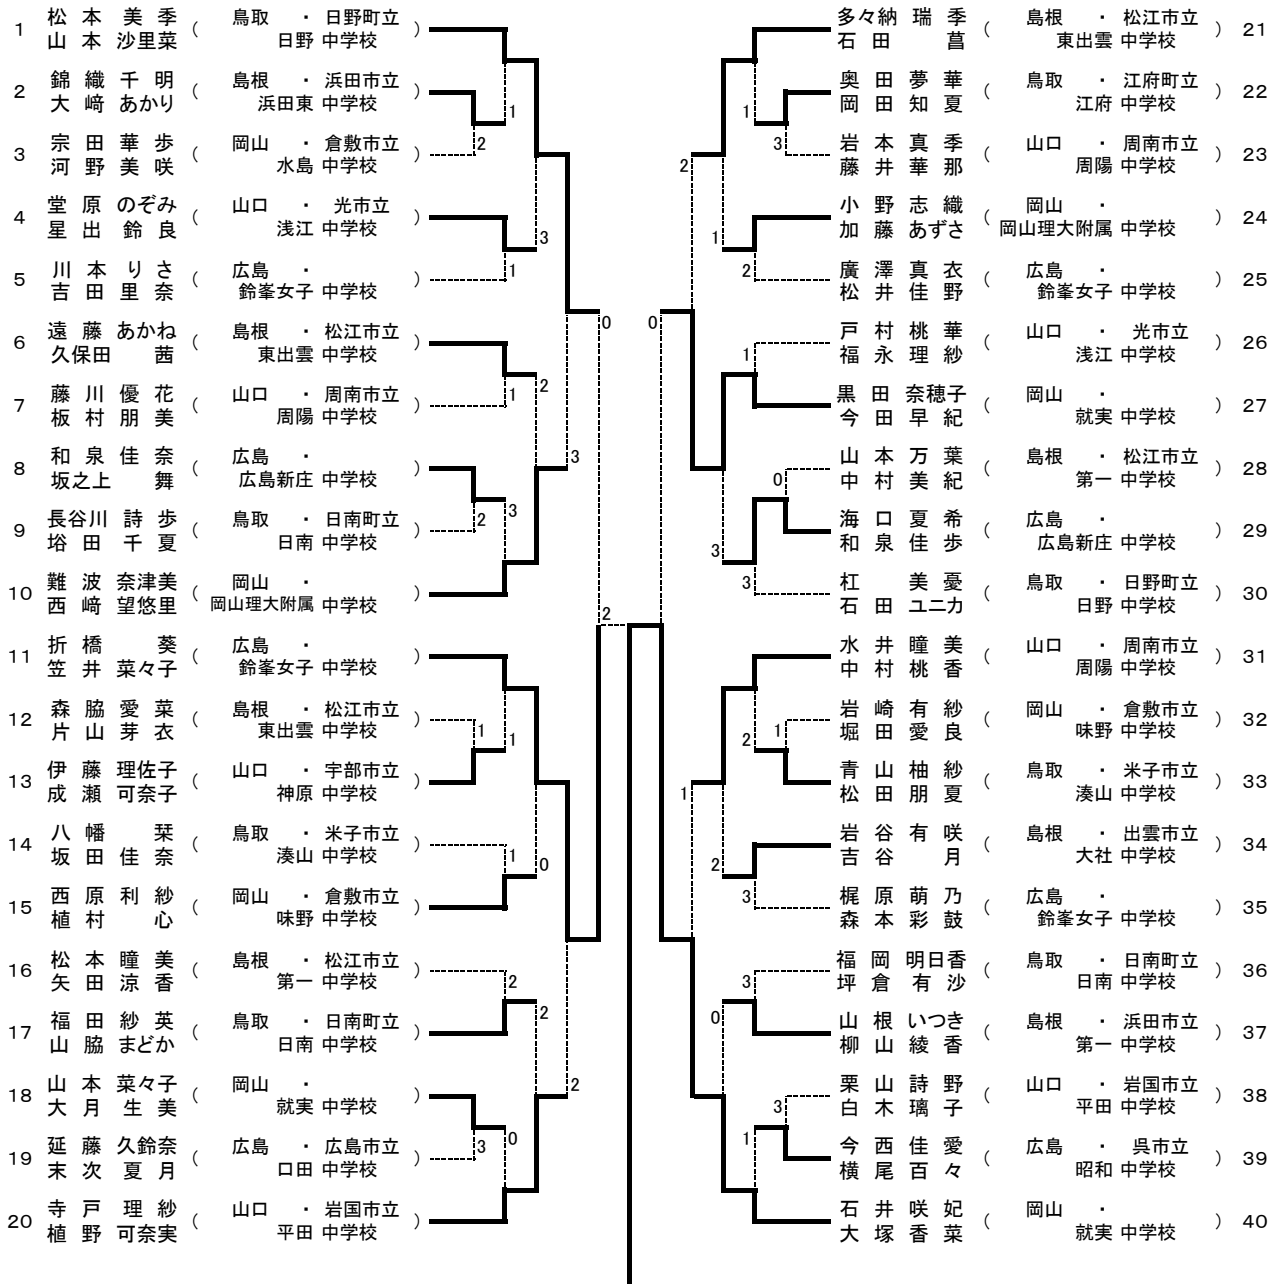 1 松本 美季 ( 鳥取 ・ 日野町立 )
山本 沙里菜 日野 中学校
2 錦織 千明 ( 島根 ・ 浜田市立 )
大﨑 あかり 浜田東 中学校
3 宗田 華歩 ( 岡山 ・ 倉敷市立 )
河野 美咲 水島 中学校
4 堂原 のぞみ ( 山口 ・ 光市立 )
星出 鈴良 浅江 中学校
5 川本 りさ ( 広島 ・ )
吉田 里奈 鈴峯女子 中学校
6 遠藤 あかね ( 島根 ・ 松江市立 )
久保田 茜 東出雲 中学校
7 藤川 優花 ( 山口 ・ 周南市立 )
板村 朋美 周陽 中学校
8 和泉 佳奈 ( 広島 ・ )
坂之上 舞 広島新庄 中学校
9 長谷川 詩歩 ( 鳥取 ・ 日南町立 )
塔田 千夏 日南 中学校
10 難波 奈津美 ( 岡山 ・ )
西﨑 望悠里 岡山理大附属 中学校
11 折橋 葵 ( 広島 ・ )
笠井 菜々子 鈴峯女子 中学校
12 森脇 愛菜 ( 島根 ・ 松江市立 )
片山 芽衣 東出雲 中学校
13 伊藤 理佐子 ( 山口 ・ 宇部市立 )
成瀬 可奈子 神原 中学校
14 八幡 栞 ( 鳥取 ・ 米子市立 )
坂田 佳奈 湊山 中学校
15 西原 利紗 ( 岡山 ・ 倉敷市立 )
植村 心 味野 中学校
16 松本 瞳美 ( 島根 ・ 松江市立 )
矢田 涼香 第一 中学校
17 福田 紗英 ( 鳥取 ・ 日南町立 )
山脇 まどか 日南 中学校
18 山本 菜々子 ( 岡山 ・ )
大月 生美 就実 中学校
19 延藤 久鈴奈 ( 広島 ・ 広島市立 )
末次 夏月 口田 中学校
20 寺戸 理紗 ( 山口 ・ 岩国市立 )
植野 可奈実 平田 中学校
1
2
3
1
0
1
2
3
2
3
2
1
1
1
0
2
2
2
3
0
多々納 瑞季 ( 島根 ・ 松江市立 ) 21
石田 菖 東出雲 中学校
奥田 夢華 ( 鳥取 ・ 江府町立 ) 22
岡田 知夏 江府 中学校
岩本 真季 ( 山口 ・ 周南市立 ) 23
藤井 華那 周陽 中学校
小野 志織 ( 岡山 ・ ) 24
加藤 あずさ 岡山理大附属 中学校
廣澤 真衣 ( 広島 ・ ) 25
松井 佳野 鈴峯女子 中学校
戸村 桃華 ( 山口 ・ 光市立 ) 26
福永 理紗 浅江 中学校
黒田 奈穂子 ( 岡山 ・ ) 27
今田 早紀 就実 中学校
山本 万葉 ( 島根 ・ 松江市立 ) 28
中村 美紀 第一 中学校
海口 夏希 ( 広島 ・ ) 29
和泉 佳歩 広島新庄 中学校
杠 美憂 ( 鳥取 ・ 日野町立 ) 30
石田 ユニカ 日野 中学校
水井 瞳美 ( 山口 ・ 周南市立 ) 31
中村 桃香 周陽 中学校
岩崎 有紗 ( 岡山 ・ 倉敷市立 ) 32
堀田 愛良 味野 中学校
青山 柚紗 ( 鳥取 ・ 米子市立 ) 33
松田 朋夏 湊山 中学校
岩谷 有咲 ( 島根 ・ 出雲市立 ) 34
吉谷 月 大社 中学校
梶原 萌乃 ( 広島 ・ ) 35
森本 彩鼓 鈴峯女子 中学校
福岡 明日香 ( 鳥取 ・ 日南町立 ) 36
坪倉 有沙 日南 中学校
山根 いつき ( 島根 ・ 浜田市立 ) 37
柳山 綾香 第一 中学校
栗山 詩野 ( 山口 ・ 岩国市立 ) 38
白木 璃子 平田 中学校
今西 佳愛 ( 広島 ・ 呉市立 ) 39
横尾 百々 昭和 中学校
石井 咲妃 ( 岡山 ・ ) 40
大塚 香菜 就実 中学校
1
3
2
1
2
0
1
0
3
3
2
1
1
2
3
3
0
3
1